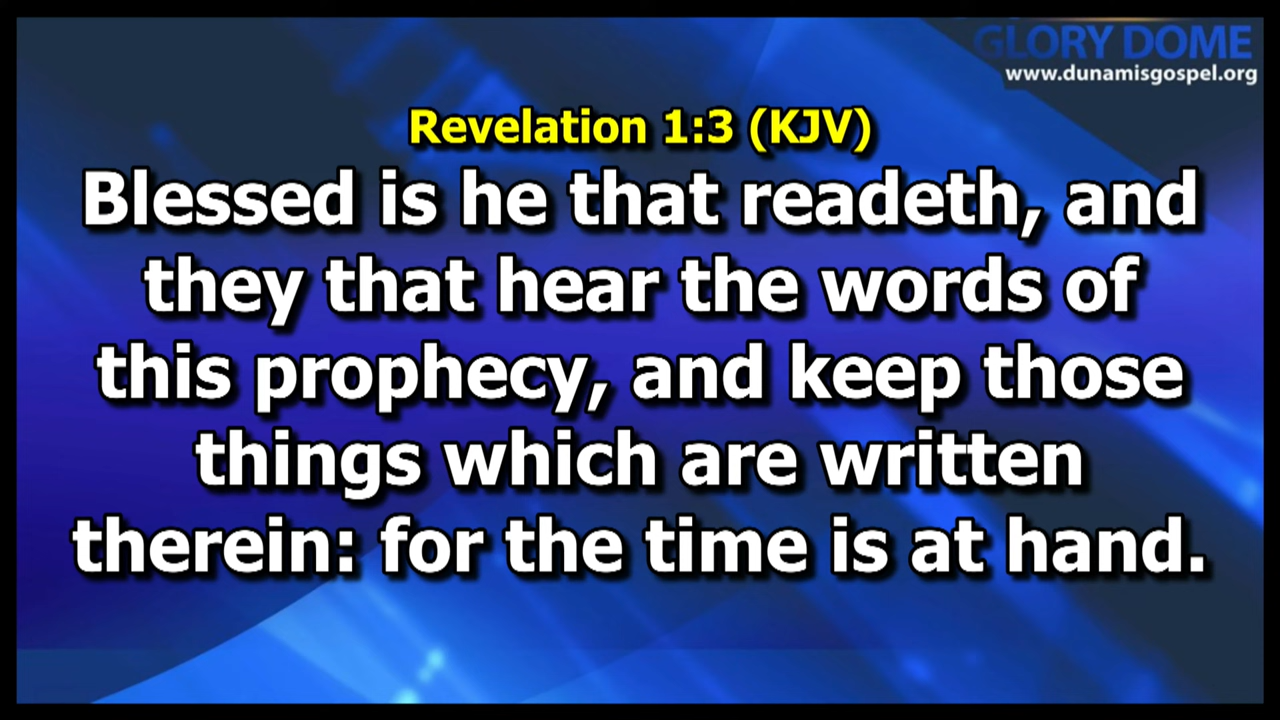 GLORY DOME
www.dunamisgospel.org
Revelation 1:3 (KJV)
Blessed is he that readeth, and
they that hear the words of
this prophecy, and keep those
things which are written
therein: for the time is at hand.